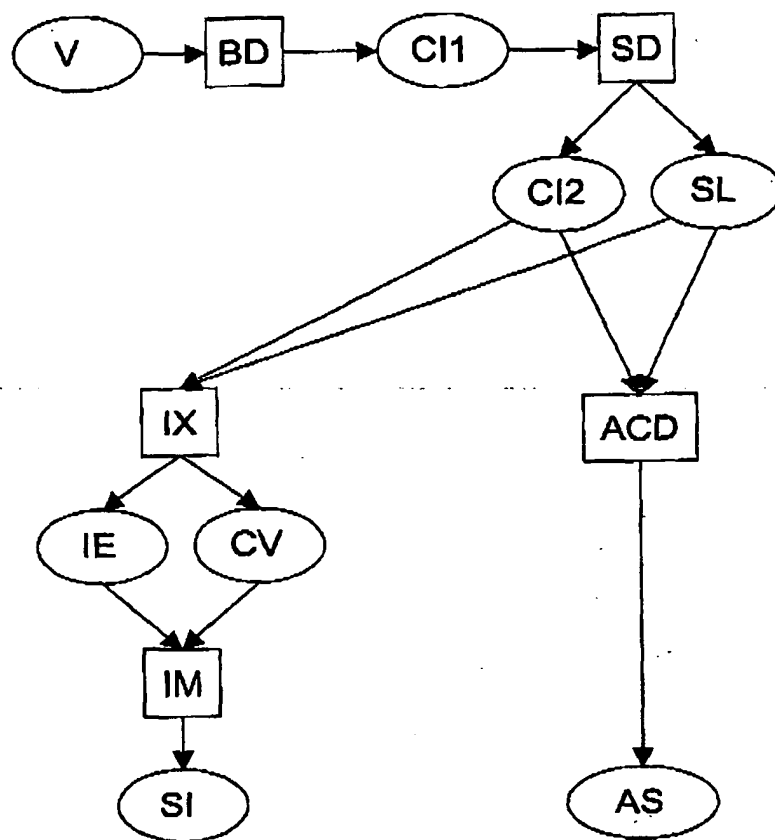 V BD CI1 SD
CI2 SL
IX ACD
IE CV
IM
SI AS